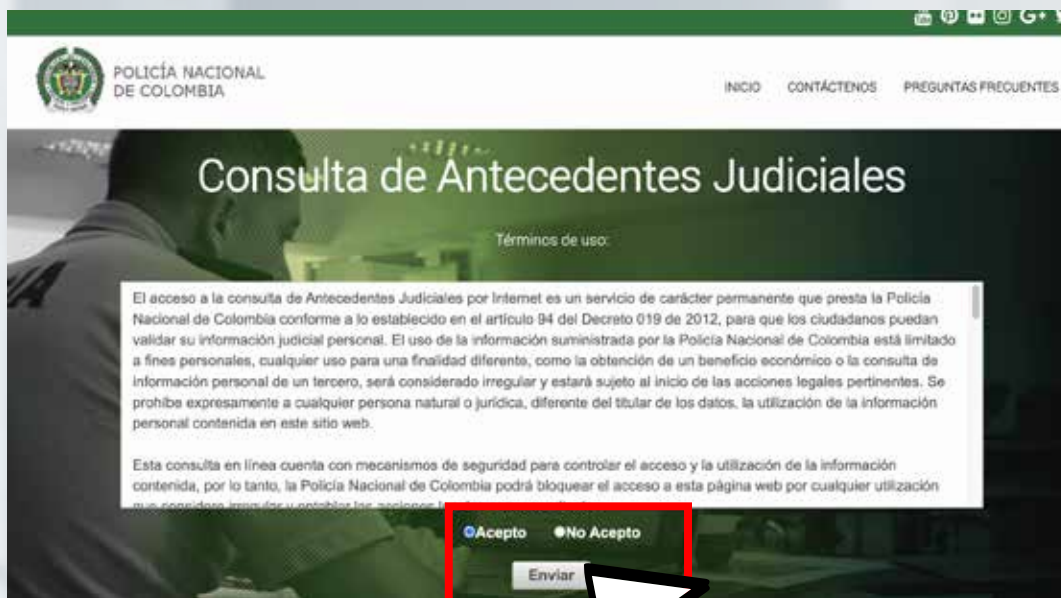 POLICÍA NACIONAL
DE COLOMBIA
INICIO CONTÁCTENOS PREGUNTAS FRECUENTES
Consulta de Antecedentes Judiciales
Términos de uso:
El acceso a la consulta de Antecedentes Judiciales por Internet es un servicio de carácter permanente que presta la Policía
Nacional de Colombia conforme a lo establecido en el artículo 94 del Decreto 019 de 2012, para que los ciudadanos puedan
validar su información judicial personal. El uso de la información suministrada por la Policía Nacional de Colombia está limitado
a fines personales, cualquier uso para una finalidad diferente, como la obtención de un beneficio económico o la consulta de
información personal de un tercero, será considerado irregular y estará sujeto al inicio de las acciones legales pertinentes. Se
prohíbe expresamente a cualquier persona natural o jurídica, diferente del titular de los datos, la utilización de la información
personal contenida en este sitio web.
Esta consulta en línea cuenta con mecanismos de seguridad para controlar el acceso y la utilización de la información
contenida, por lo tanto, la Policía Nacional de Colombia podrá bloquear el acceso a esta página web por cualquier utilización
que considere irregular y entablar las acciones
Acepto No Acepto
Enviar